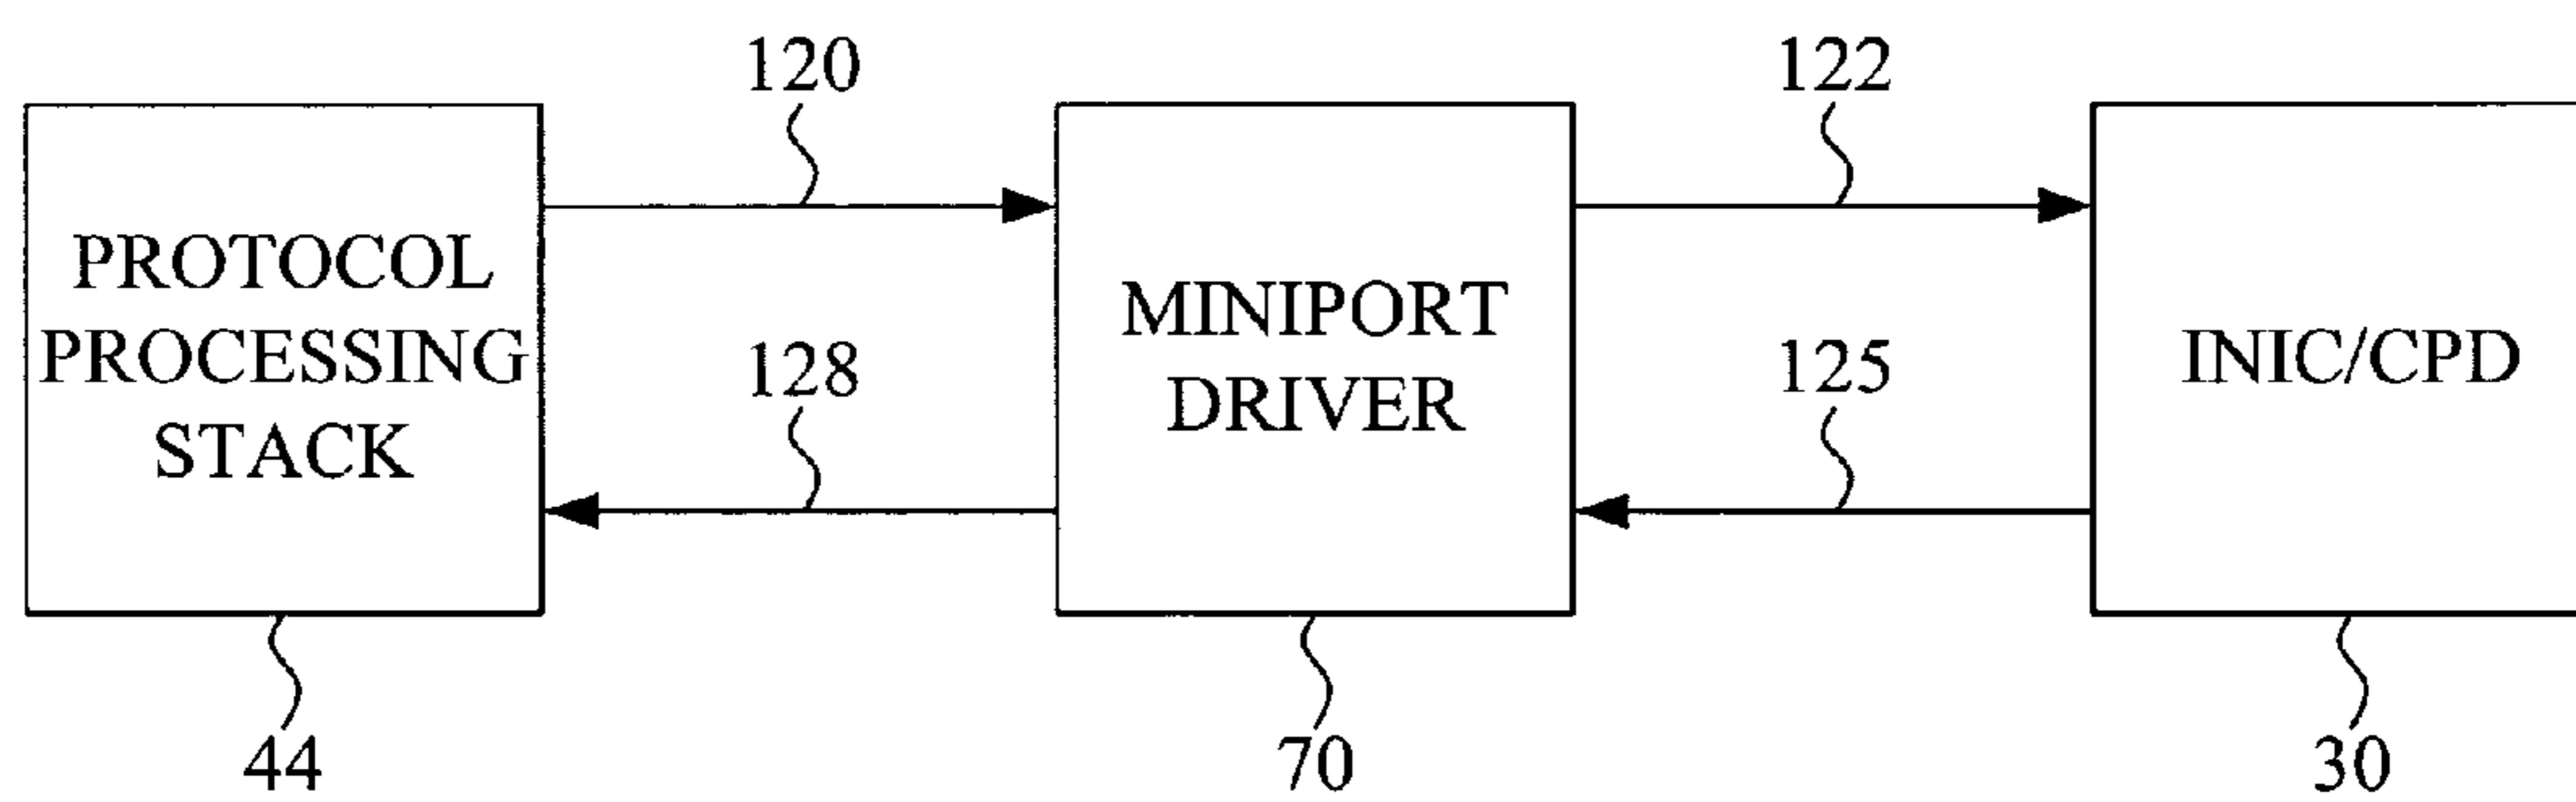 120
122
PROTOCOL
PROCESSING
STACK
MINIPORT
DRIVER
INIC/CPD
128
125
44
70
30